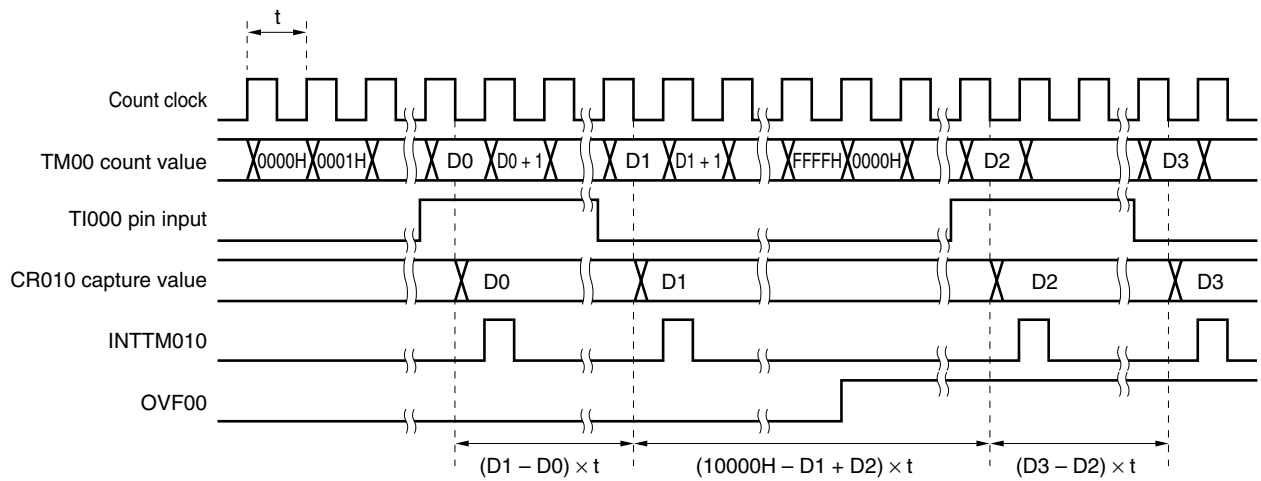 t
Count clock
TM00 count value
0000H 0001H D0 D0 + 1 D1 D1 + 1 FFFFH 0000H D2 D3
TI000 pin input
CR010 capture value
D0 D1 D2 D3
INTTM010
OVF00
(D1 – D0) × t (10000H – D1 + D2) × t (D3 – D2) × t